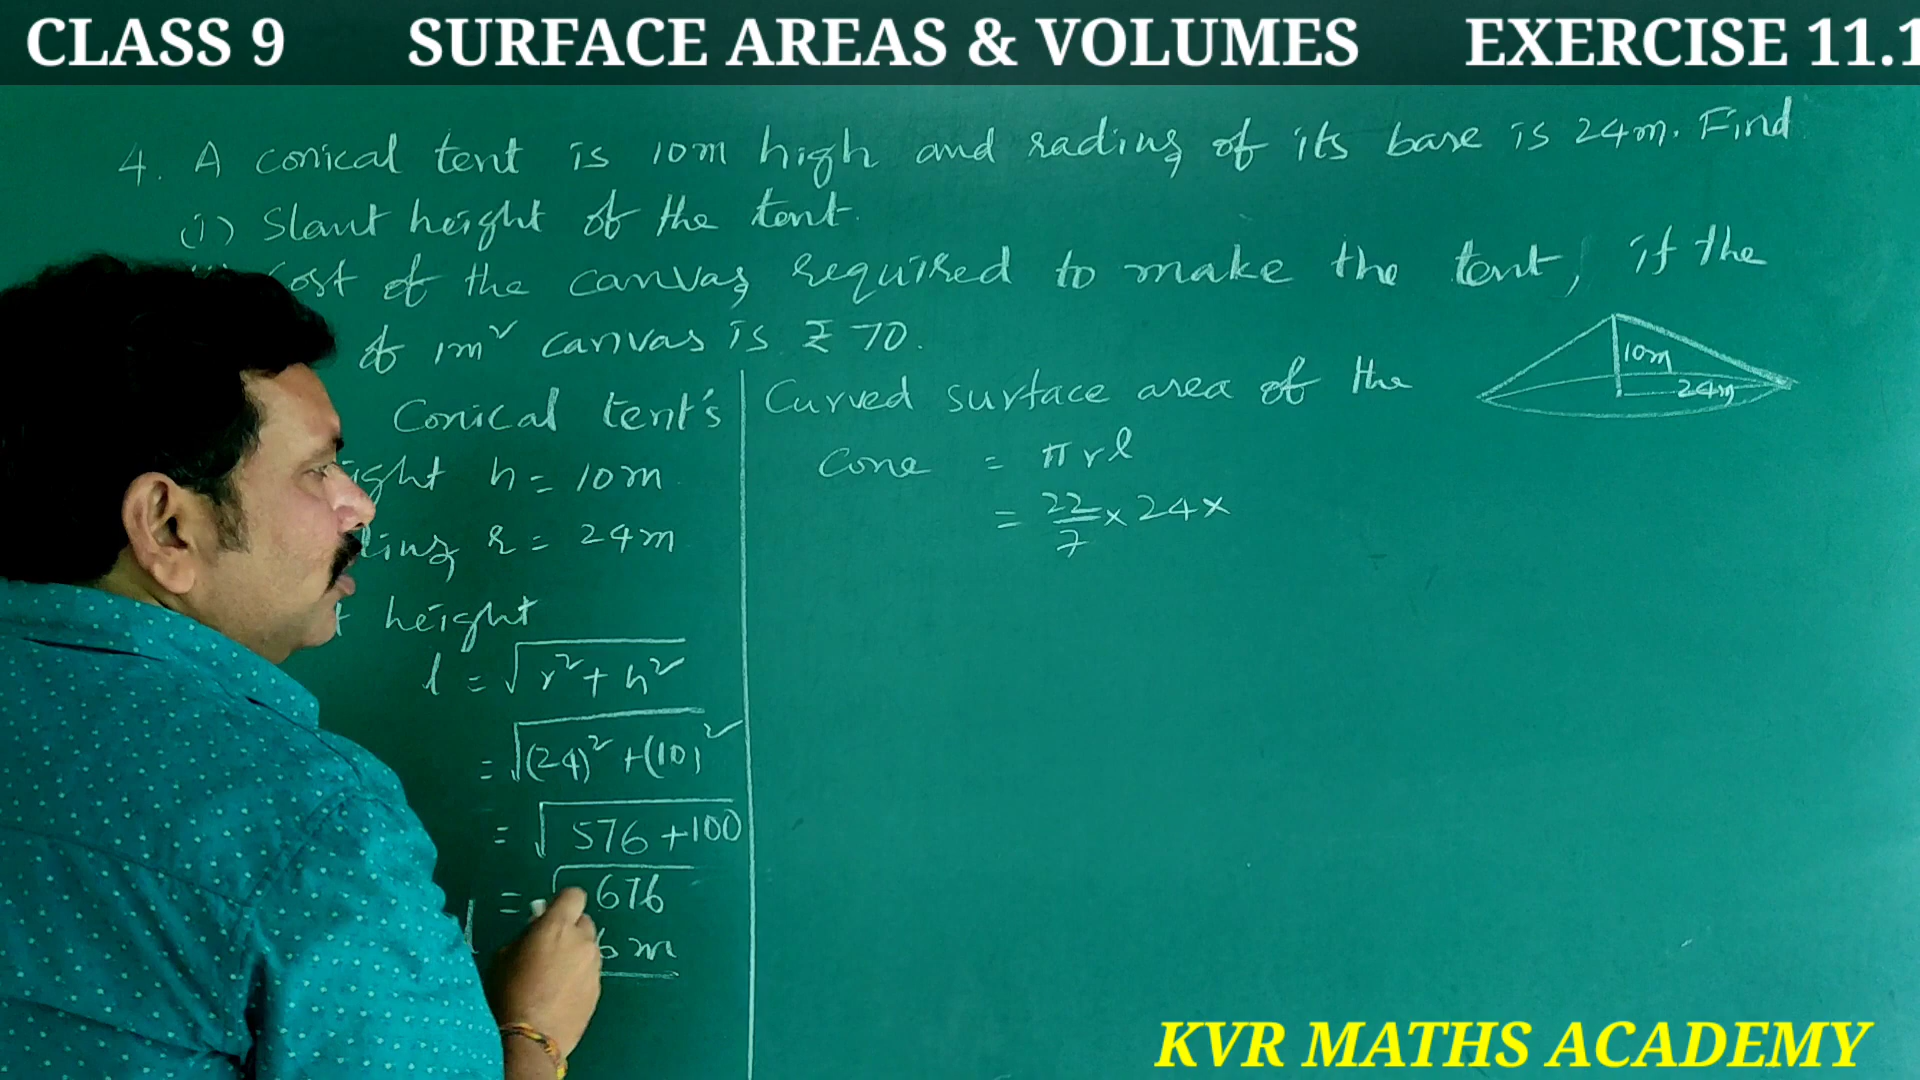 CLASS 9 SURFACE AREAS & VOLUMES EXERCISE 11.1
4. A conical tent is 10m high and radius of its base is 24m. Find
(i) Slant height of the tent.
of the canvas required to make the tent, if the
of 1m² canvas is ₹ 70.
10m
24m
Conical tent's
h = 10m
r = 24m
height
l = √r² + h²
= √(24)² + (10)²
= √576 + 100
= √676
m
Curved surface area of the
Cone = πrl
= 22/7 × 24 ×
KVR MATHS ACADEMY